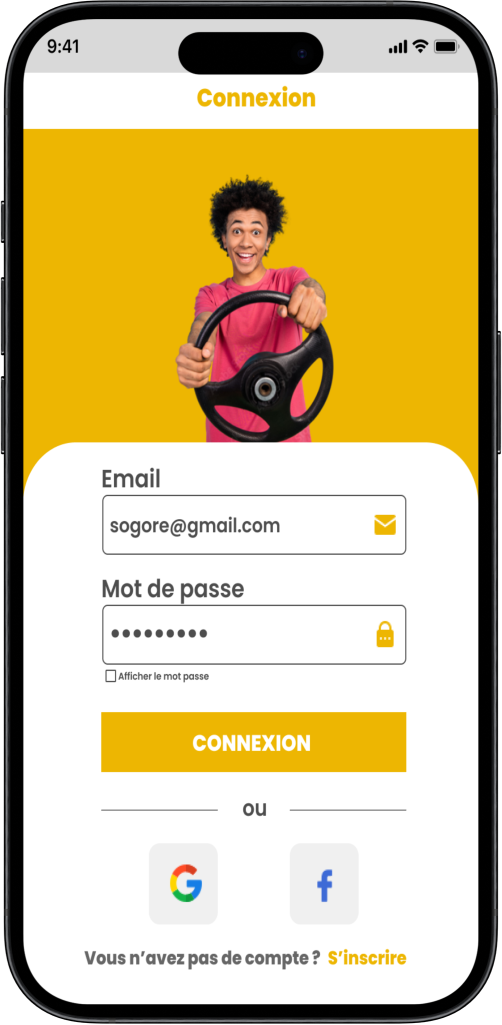 9:41
Connexion
Email
sogore@gmail.com
Mot de passe
•••••••••
Afficher le mot passe
CONNEXION
ou
Vous n’avez pas de compte ? S’inscrire